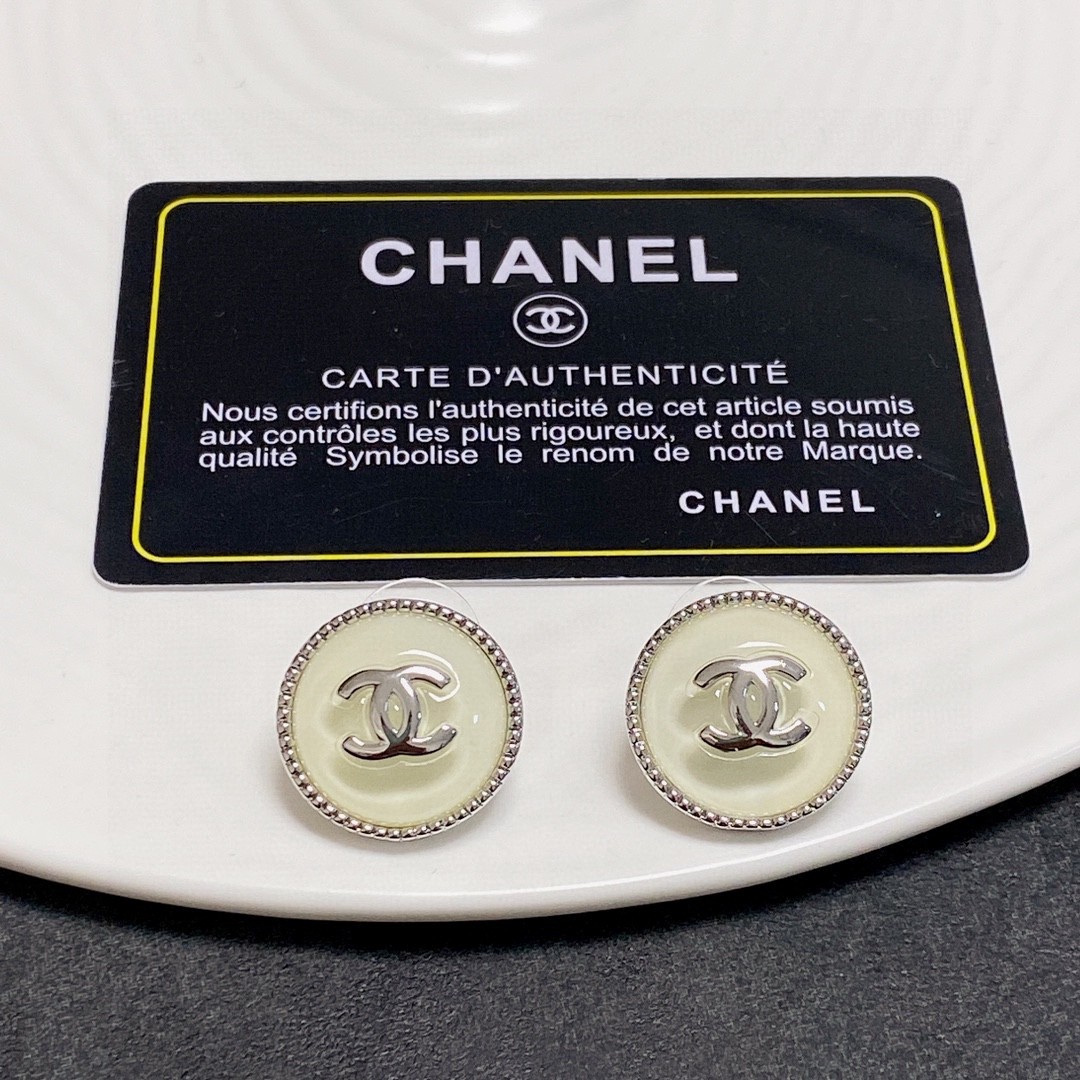 CHANEL
CARTE D'AUTHENTICITÉ
Nous certifions l'authenticité de cet article soumis
aux contrôles les plus rigoureux, et dont la haute
qualité Symbolise le renom de notre Marque.
CHANEL